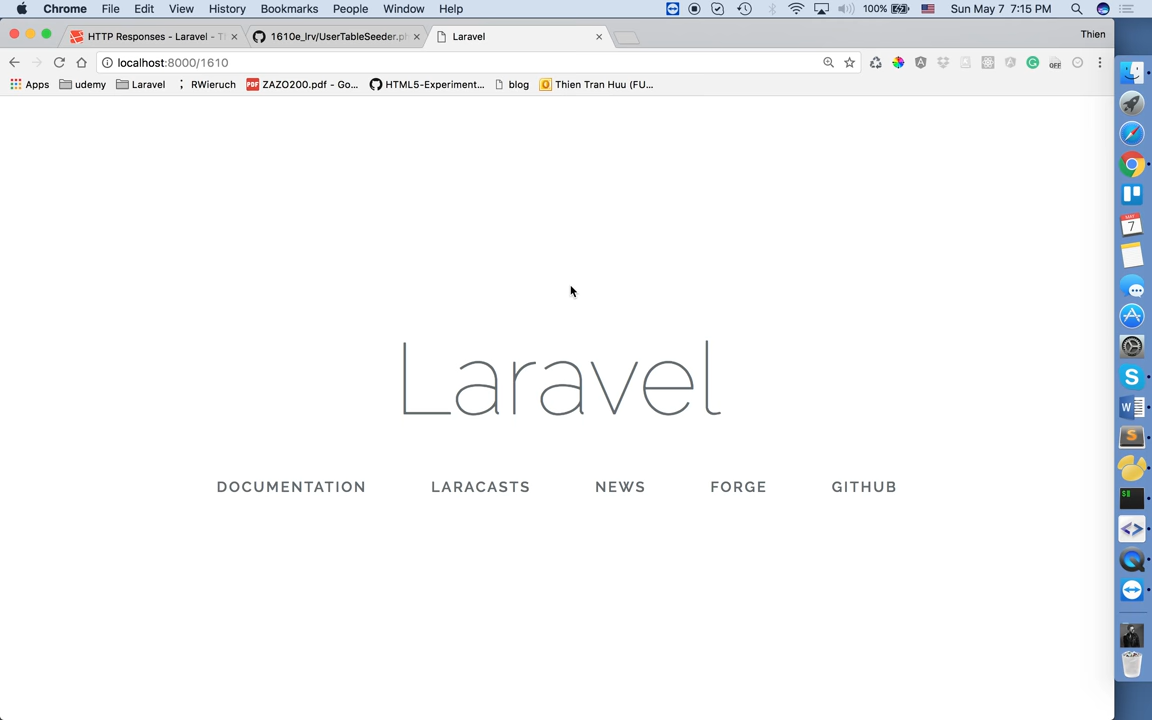 Chrome File Edit View History Bookmarks People Window Help 100% Sun May 7 7:15 PM
HTTP Responses - Laravel - T 1610e_lrv/UserTableSeeder.p Laravel Thien
localhost:8000/1610
Apps udemy Laravel RWieruch ZAZO200.pdf - Go... HTML5-Experiment... blog Thien Tran Huu (FU...
Laravel
DOCUMENTATION LARACASTS NEWS FORGE GITHUB